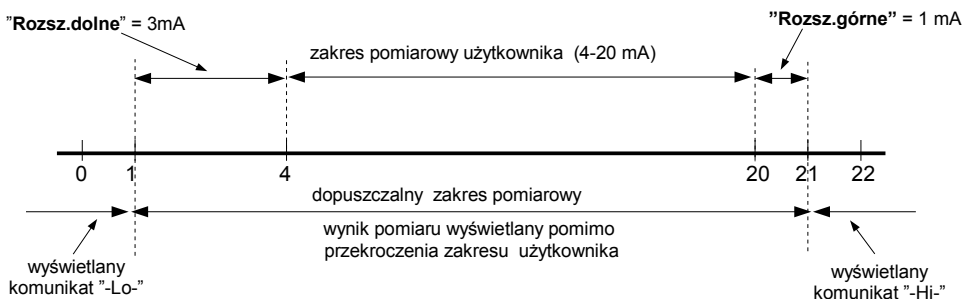 "Rozsz.dolne" = 3mA
"Rozsz.górne" = 1 mA
zakres pomiarowy użytkownika (4-20 mA)
0 1 4 20 21 22
dopuszczalny zakres pomiarowy
wynik pomiaru wyświetlany pomimo
przekroczenia zakresu użytkownika
wyświetlany
komunikat "-Lo-"
wyświetlany
komunikat "-Hi-"